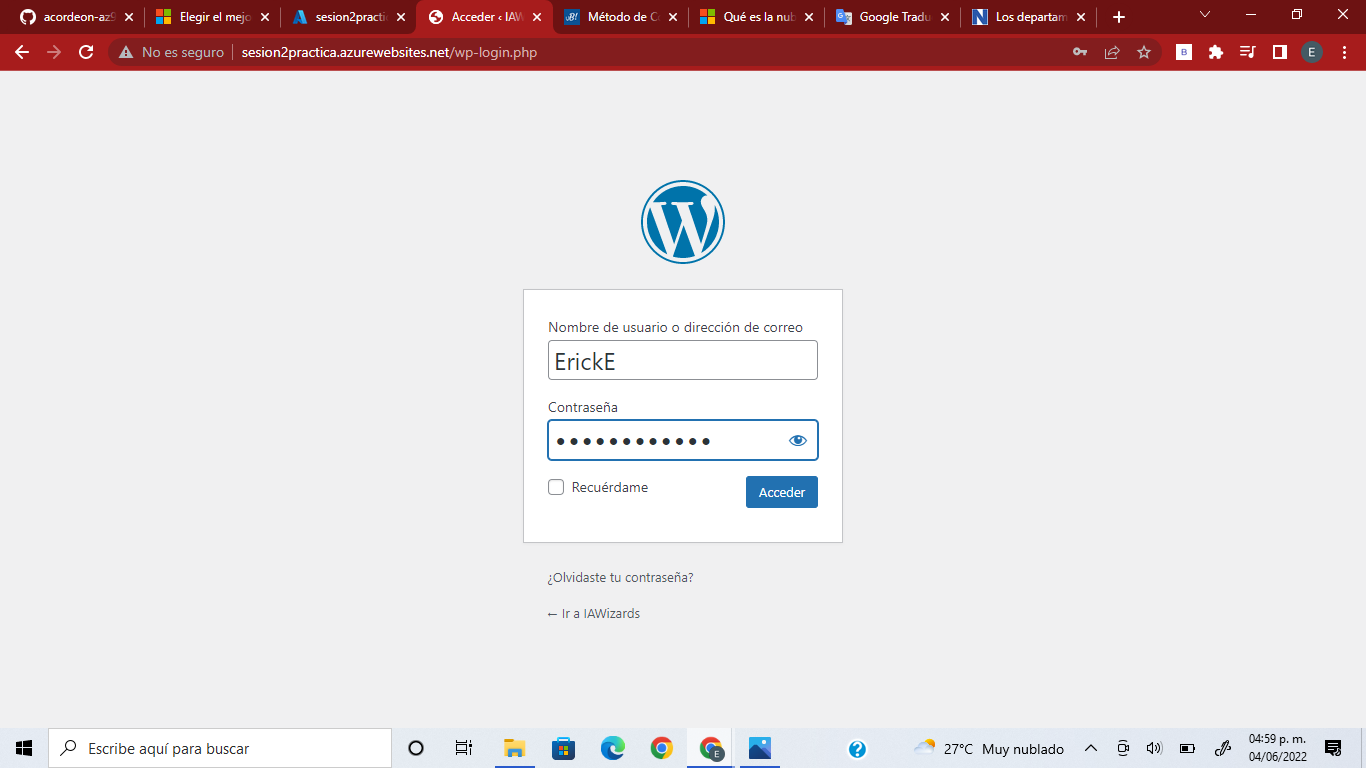 acordeon-az9
Elegir el mejo
sesion2practic
Acceder ‹ IAW
Método de C
Qué es la nub
Google Tradu
Los departam
No es seguro
sesion2practica.azurewebsites.net/wp-login.php
B
E
Nombre de usuario o dirección de correo
ErickE
Contraseña
Recuérdame
Acceder
¿Olvidaste tu contraseña?
← Ir a IAWizards
Escribe aquí para buscar
27°C Muy nublado
04:59 p. m.
04/06/2022